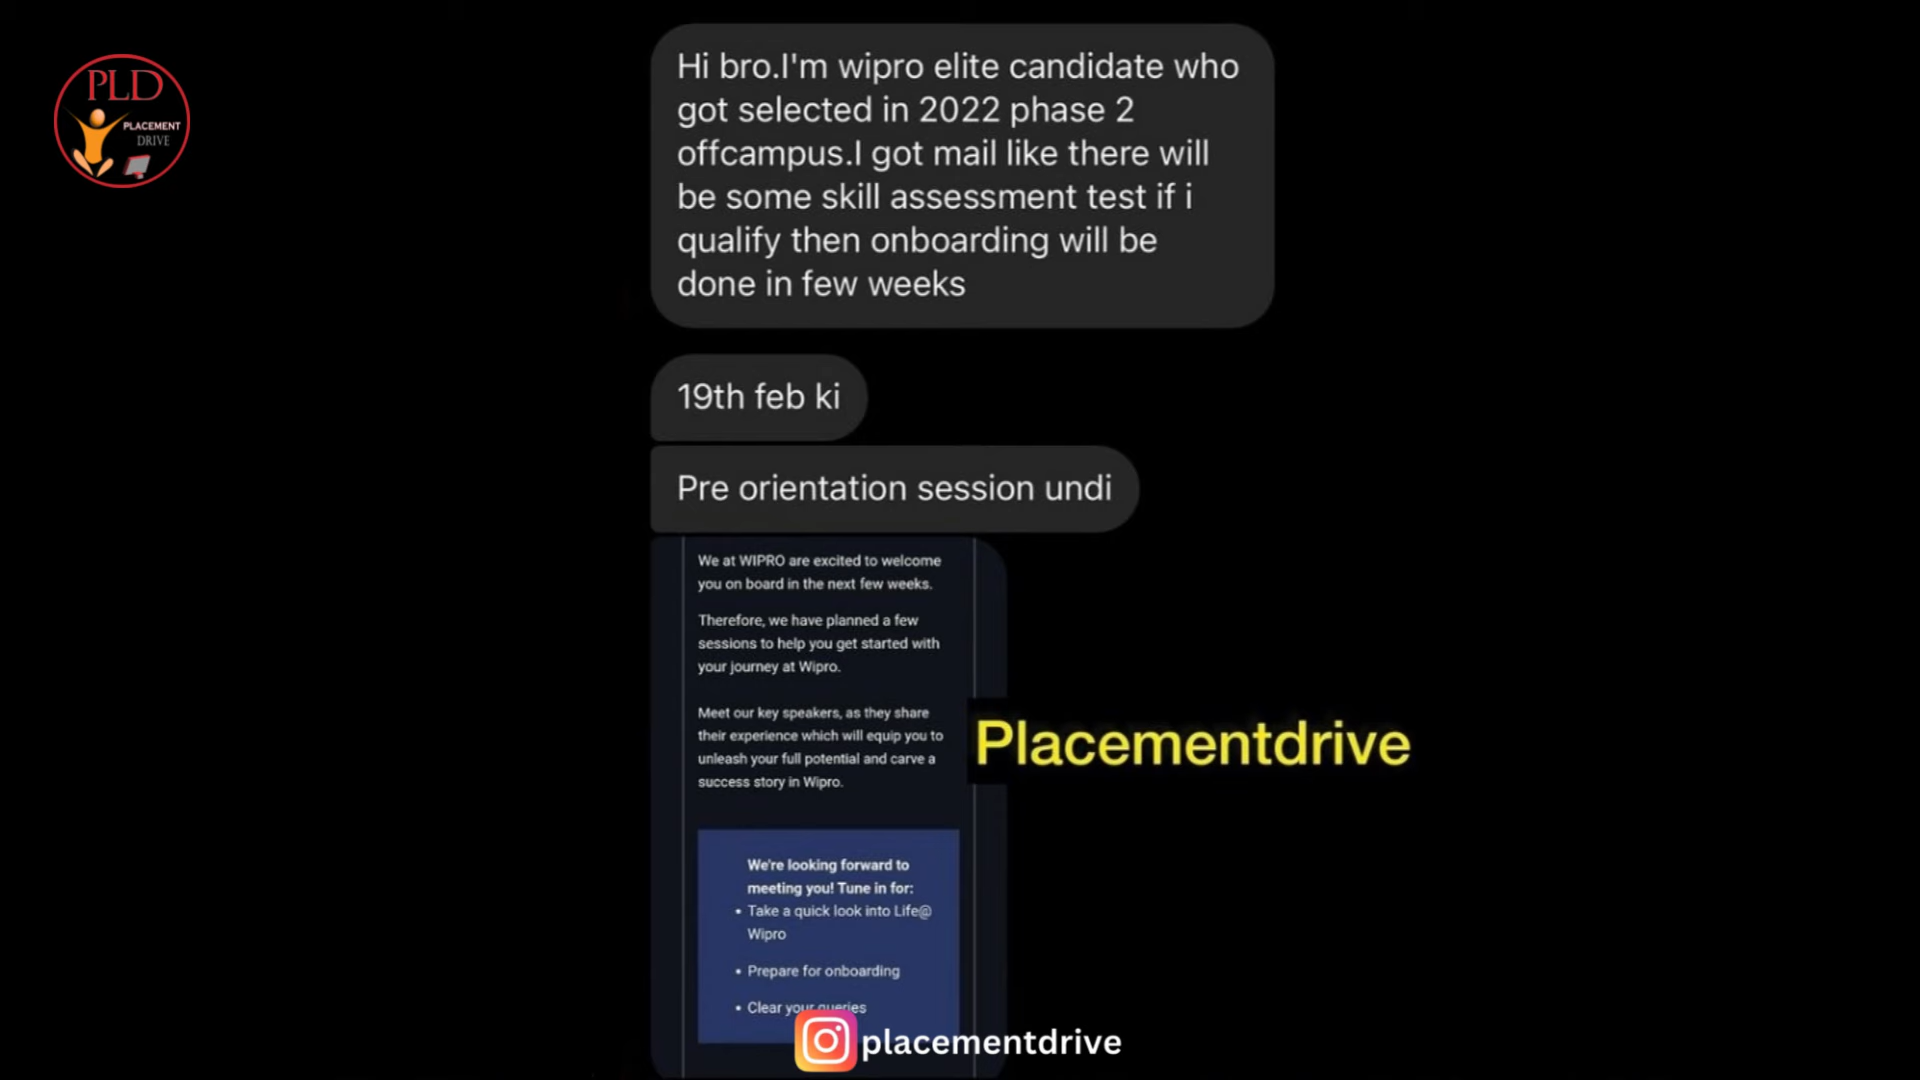 PLD
PLACEMENT
DRIVE
Hi bro.I'm wipro elite candidate who
got selected in 2022 phase 2
offcampus.I got mail like there will
be some skill assessment test if i
qualify then onboarding will be
done in few weeks
19th feb ki
Pre orientation session undi
We at WIPRO are excited to welcome
you on board in the next few weeks.
Therefore, we have planned a few
sessions to help you get started with
your journey at Wipro.
Meet our key speakers, as they share
their experience which will equip you to
unleash your full potential and carve a
success story in Wipro.
Placementdrive
We're looking forward to
meeting you! Tune in for:
• Take a quick look into Life@
Wipro
• Prepare for onboarding
• Clear your queries
placementdrive